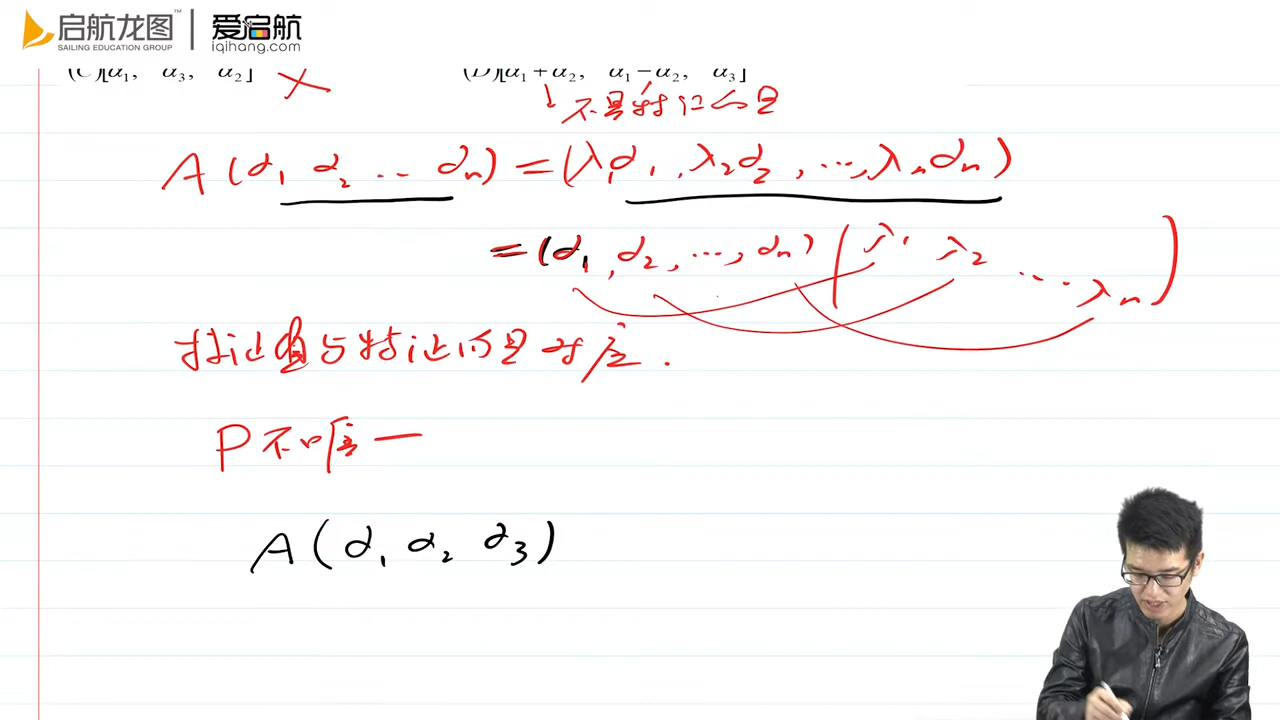 启航龙图™ | 爱启航
SAILING EDUCATION GROUP iqihang.com
(C)[α₁, α₃, α₂] × (D)[α₁+α₂, α₁−α₂, α₃]
不是特征向量
A(α₁ α₂ … αₙ)=(λ₁α₁,λ₂α₂,…,λₙαₙ)
=(α₁,α₂,…,αₙ)(λ₁ λ₂ … λₙ)
特征值与特征向量对应.
P不唯一
A(α₁ α₂ α₃)